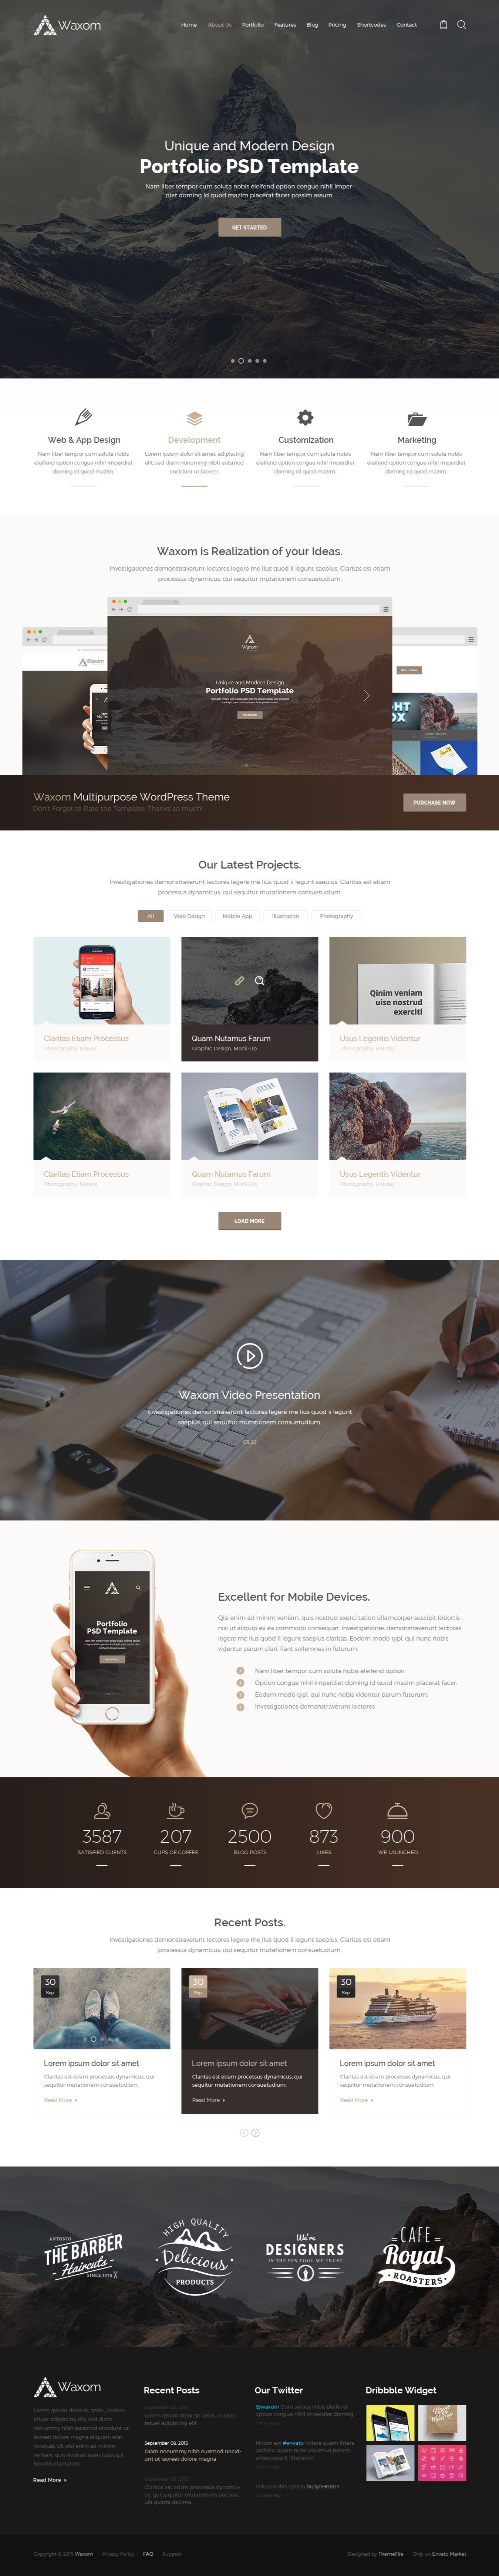 Waxom
Home About Us Portfolio Features Blog Pricing Shortcodes Contact
Unique and Modern Design
Portfolio PSD Template
Nam liber tempor cum soluta nobis eleifend option congue nihil imper-
diet doming id quod mazim placerat facer possim assum.
GET STARTED
Web & App Design
Nam liber tempor cum soluta nobis
eleifend option congue nihil imperdiet
doming id quod mazim.
Development
Lorem ipsum dolor sit amet, adipiscing
elit, sed diam nonummy nibh euismod
tincidunt ut laoreet.
Customization
Nam liber tempor cum soluta nobis
eleifend option congue nihil imperdiet
doming id quod mazim.
Marketing
Nam liber tempor cum soluta nobis
eleifend option congue nihil imperdiet
doming id quod mazim.
Waxom is Realization of your Ideas.
Investigationes demonstraverunt lectores legere me lius quod ii legunt saepius. Claritas est etiam
processus dynamicus, qui sequitur mutationem consuetudium.
Waxom
Waxom
Unique and Modern Design
Portfolio PSD Template
Waxom Multipurpose WordPress Theme
Don't Forget to Rate the Template. Thanks so much!
PURCHASE NOW
Our Latest Projects.
Investigationes demonstraverunt lectores legere me lius quod ii legunt saepius. Claritas est etiam
processus dynamicus, qui sequitur mutationem consuetudium.
All Web Design Mobile App Illustration Photography
Claritas Etiam Processus
Photography, Nature
Quam Nutamus Farum
Graphic Design, Mock-Up
Qinim veniam
uise nostrud
exerciti
Usus Legentis Videntur
Photography, Holiday
Claritas Etiam Processus
Photography, Nature
Quam Nutamus Farum
Graphic Design, Mock-Up
Usus Legentis Videntur
Photography, Holiday
LOAD MORE
Waxom Video Presentation
Investigationes demonstraverunt lectores legere me lius quod ii legunt
saepius, qui sequitur mutationem consuetudium.
Excellent for Mobile Devices.
Qisi enim ad minim veniam, quis nostrud exerci tation ullamcorper suscipit lobortis
nisl ut aliquip ex ea commodo consequat. Investigationes demonstraverunt lectores
legere me lius quod ii legunt saepius claritas. Eodem modo typi, qui nunc nobis
videntur parum clari, fiant sollemnes in futurum.
Portfolio
PSD Template
Nam liber tempor cum soluta nobis eleifend option;
Option congue nihil imperdiet doming id quod mazim placerat facer;
Eodem modo typi, qui nunc nobis videntur parum futurum;
Investigationes demonstraverunt lectores
3587
SATISFIED CLIENTS
207
CUPS OF COFFEE
2500
BLOG POSTS
873
LIKES
900
WE LAUNCHED
Recent Posts.
Investigationes demonstraverunt lectores legere me lius quod ii legunt saepius. Claritas est etiam
processus dynamicus, qui sequitur mutationem consuetudium.
30
Sep
Lorem ipsum dolor sit amet
Claritas est etiam processus dynamicus, qui
sequitur mutationem consuetudium.
Read More
30
Sep
Lorem ipsum dolor sit amet
Claritas est etiam processus dynamicus, qui
sequitur mutationem consuetudium.
Read More
30
Sep
Lorem ipsum dolor sit amet
Claritas est etiam processus dynamicus, qui
sequitur mutationem consuetudium.
Read More
ANTONIO
THE BARBER
Haircuts
SINCE 1978
HIGH QUALITY
Delicious
PRODUCTS
We're
DESIGNERS
IN THE PEN TOOL WE TRUST
CAFE
Royal
ROASTERS
Waxom
Lorem ipsum dolor sit amet, consec-
tetuer adipiscing elit, sed diam
nonummy nibh euismod tincidunt ut
laoreet dolore magna aliquam erat
volutpat. Ut wisi enim ad minim
veniam, quis nostrud exerci suscipit
lobortis claritatem.
Read More
Recent Posts
September 08, 2015
Lorem ipsum dolor sit amet, consec-
tetuer adipiscing elit
September 08, 2015
Diam nonummy nibh euismod tincid-
unt ut laoreet dolore magna
September 08, 2015
Claritas est etiam processus dynamic-
us, qui sequitur mutationem per seac-
ula quarta decima
Our Twitter
@waxom Cum soluta nobis eleifend
option congue nihil imperdiet doming
Mirum est #envato notare quam littera
gothica, quam nunc putamus parum
anteposuerit litterarum
Soluta nobis option
Dribbble Widget
Copyright © 2015 Waxom Privacy Policy FAQ Support
Designed by ThemeFire Only on Envato Market